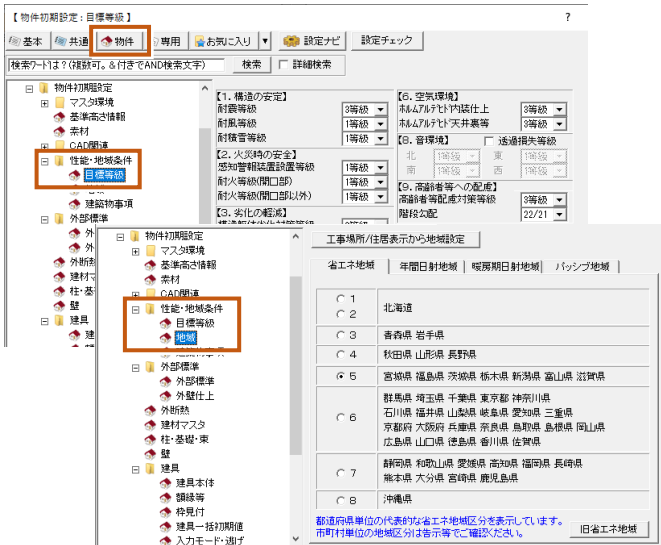 【物件初期設定：目標等級】 ?
基本 共通 物件 専用 お気に入り ▼ 設定ナビ 設定チェック
検索ワードは？(複数可。&付きでAND検索文字) 検索 詳細検索
物件初期設定
マスタ環境
基準高さ情報
素材
CAD関連
性能・地域条件
目標等級
建築物事項
外部標準
外
外
外断熱
建材マ
柱・基
壁
建具
建
【1. 構造の安定】
耐震等級 3等級
耐風等級 1等級
耐積雪等級 1等級
【2. 火災時の安全】
感知警報装置設置等級 1等級
耐火等級(開口部) 1等級
耐火等級(開口部以外) 1等級
【3. 劣化の軽減】
【6. 空気環境】
ホルムアルデヒド内装仕上 3等級
ホルムアルデヒド天井裏等 3等級
【8. 音環境】 透過損失等級
北 1等級 東 1等級
南 1等級 西 1等級
【9. 高齢者等への配慮】
高齢者等配慮対策等級 3等級
階段勾配 22/21
物件初期設定
マスタ環境
基準高さ情報
素材
CAD関連
性能・地域条件
目標等級
地域
外部標準
外部標準
外壁仕上
外断熱
建材マスタ
柱・基礎・束
壁
建具
建具本体
額縁等
枠見付
建具一括初期値
入力モード・逃げ
工事場所/住居表示から地域設定
省エネ地域 年間日射地域 暖房期日射地域 パッシブ地域
1
2
北海道
3 青森県 岩手県
4 秋田県 山形県 長野県
5 宮城県 福島県 茨城県 栃木県 新潟県 富山県 滋賀県
6
群馬県 埼玉県 千葉県 東京都 神奈川県
石川県 福井県 山梨県 岐阜県 愛知県 三重県
京都府 大阪府 兵庫県 奈良県 鳥取県 島根県 岡山県
広島県 山口県 徳島県 香川県 佐賀県
7
静岡県 和歌山県 愛媛県 高知県 福岡県 長崎県
熊本県 大分県 宮崎県 鹿児島県
8 沖縄県
都道府県単位の代表的な省エネ地域区分を表示しています。
市町村単位の地域区分は告示等でご確認ください。
旧省エネ地域